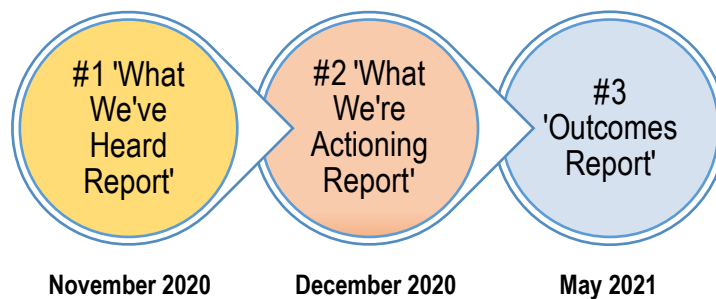 #1 'What
We've
Heard
Report'
#2 'What
We're
Actioning
Report'
#3
'Outcomes
Report'
November 2020
December 2020
May 2021